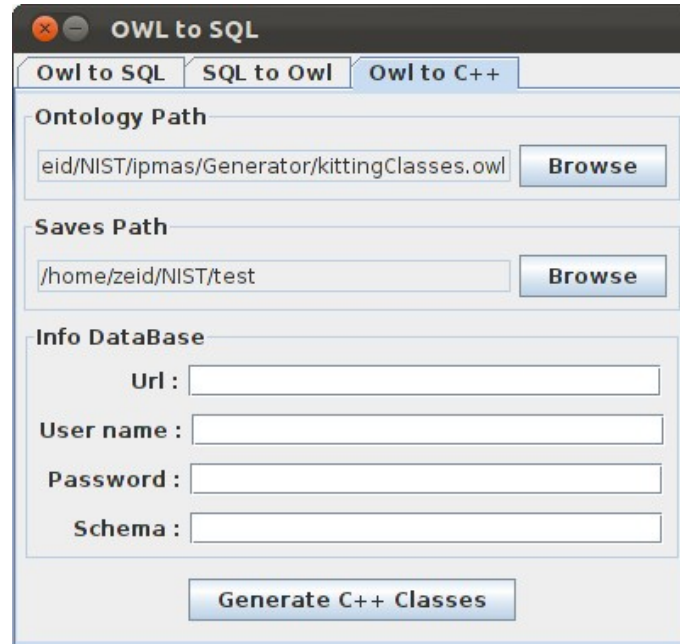 OWL to SQL
Owl to SQL SQL to Owl Owl to C++
Ontology Path
eid/NIST/ipmas/Generator/kittingClasses.owl Browse
Saves Path
/home/zeid/NIST/test Browse
Info DataBase
Url :
User name :
Password :
Schema :
Generate C++ Classes